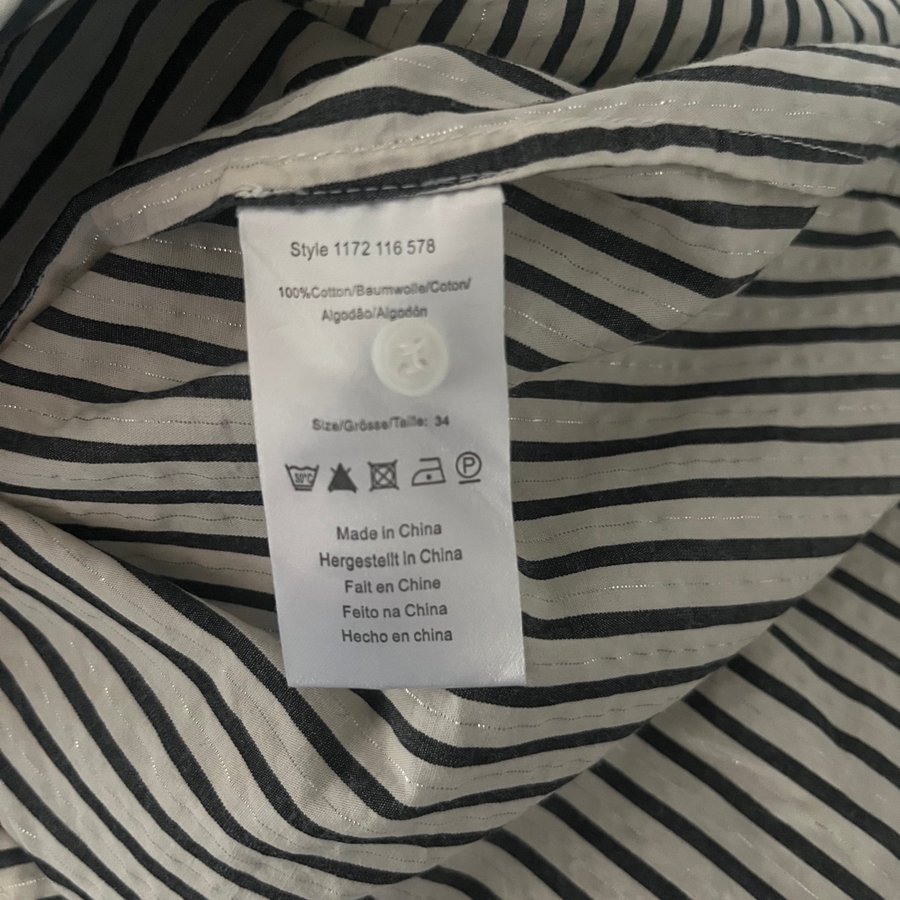 Style 1172 116 578
100%Cotton/Baumwolle/Coton/
Algodão/Algodón
Size/Grösse/Taille: 34
30°C
P
Made in China
Hergestellt in China
Fait en Chine
Feito na China
Hecho en china